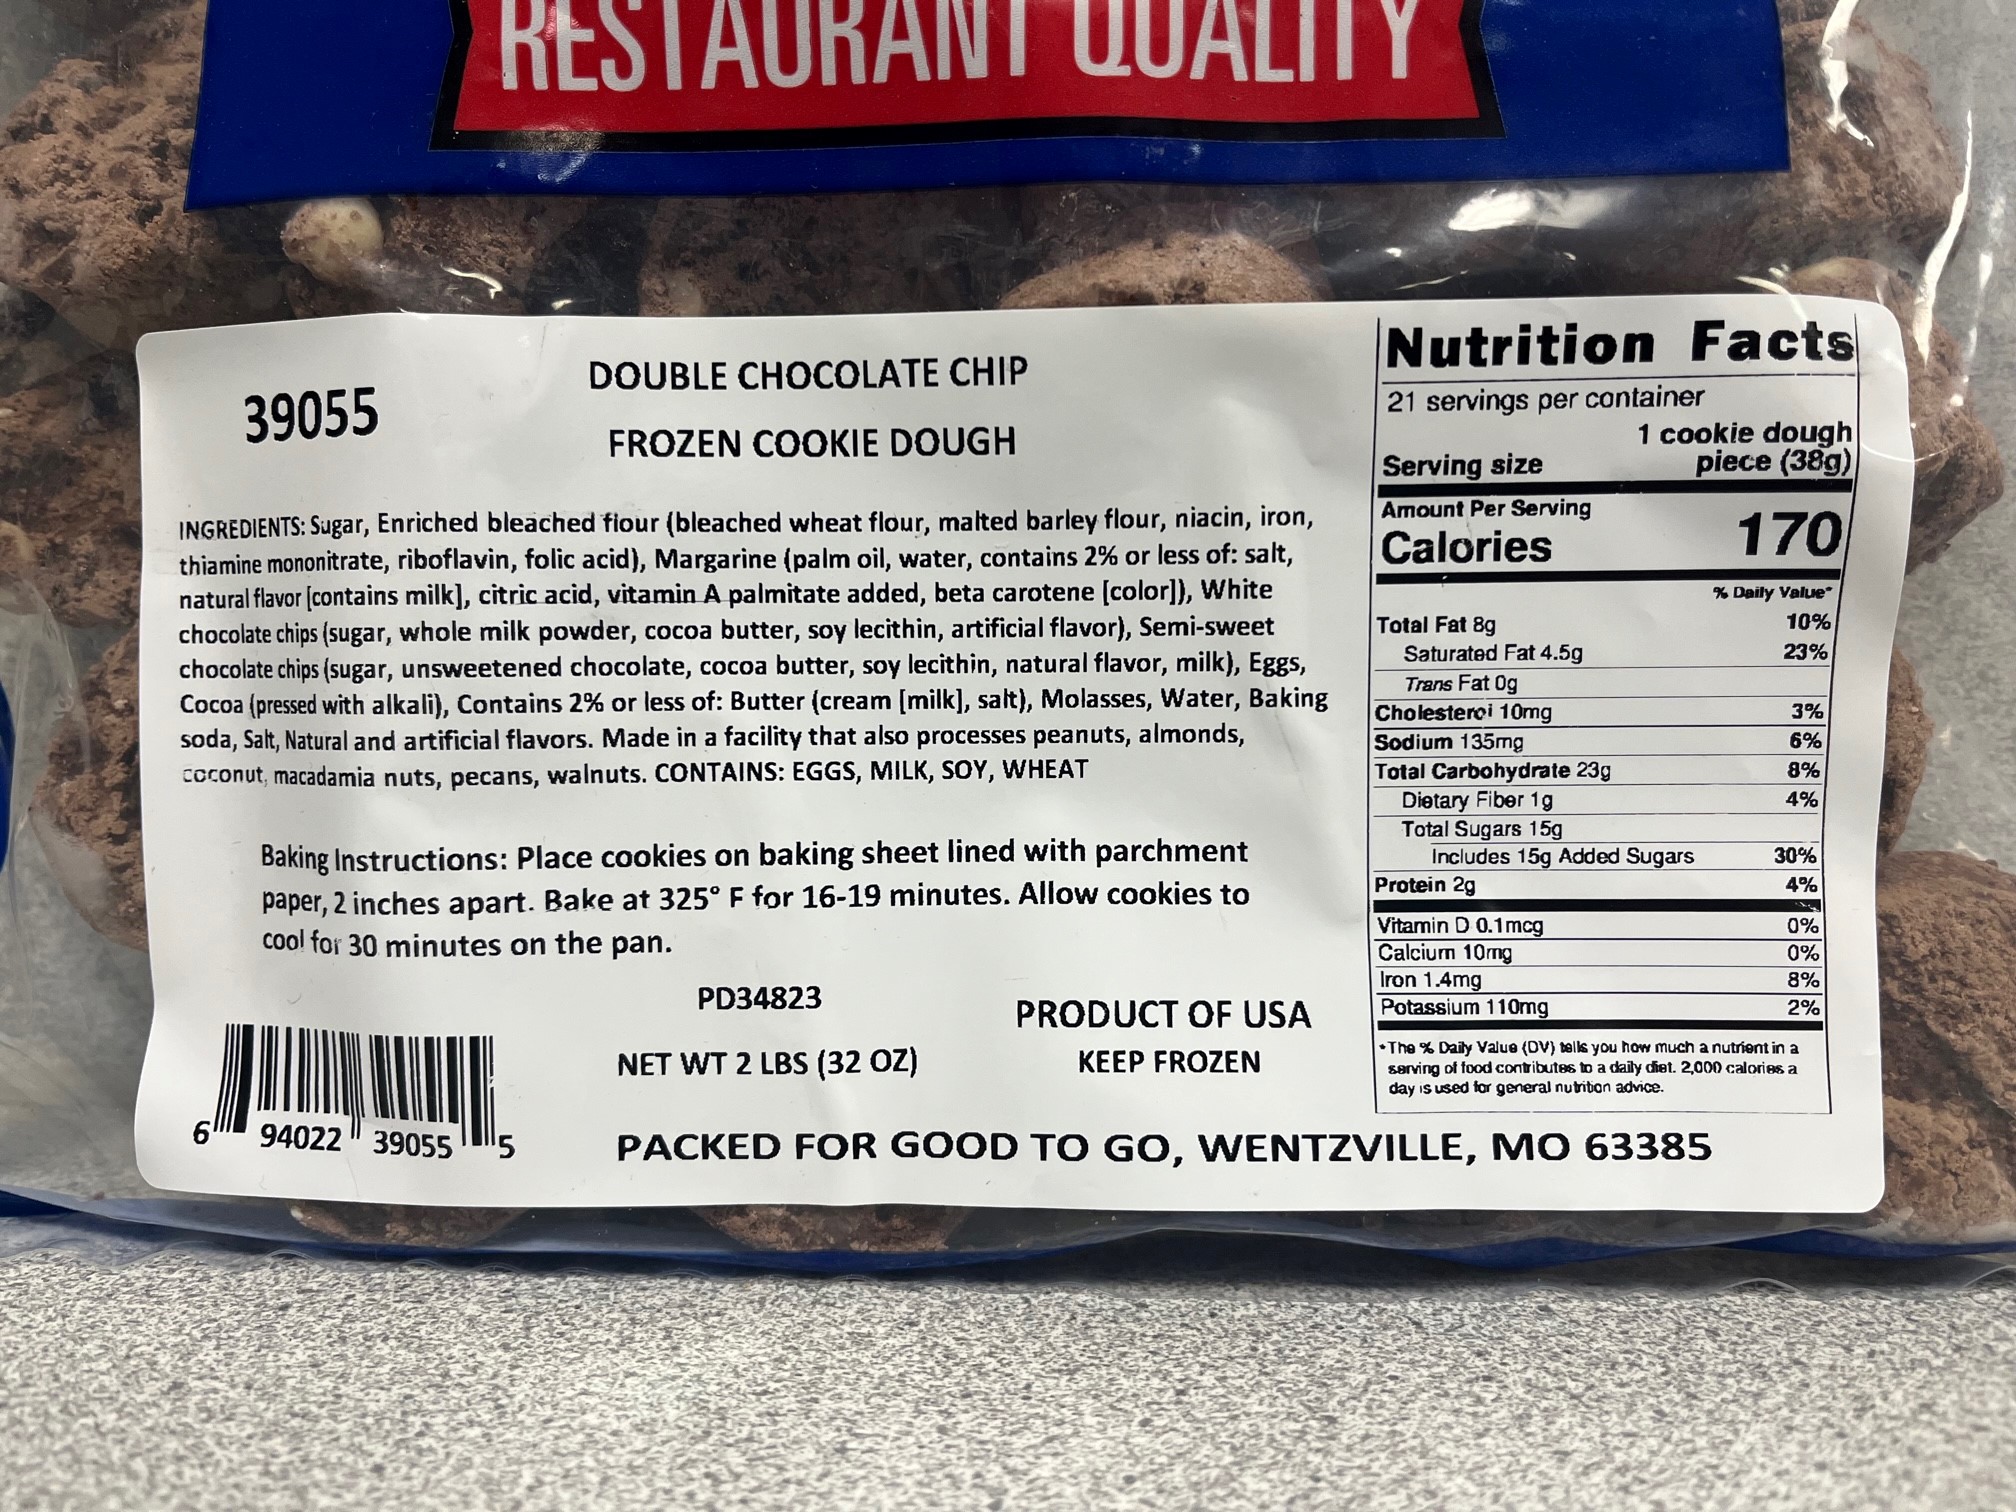 RESTAURANT QUALITY
39055
DOUBLE CHOCOLATE CHIP
FROZEN COOKIE DOUGH
INGREDIENTS: Sugar, Enriched bleached flour (bleached wheat flour, malted barley flour, niacin, iron,
thiamine mononitrate, riboflavin, folic acid), Margarine (palm oil, water, contains 2% or less of: salt,
natural flavor [contains milk], citric acid, vitamin A palmitate added, beta carotene [color]), White
chocolate chips (sugar, whole milk powder, cocoa butter, soy lecithin, artificial flavor), Semi-sweet
chocolate chips (sugar, unsweetened chocolate, cocoa butter, soy lecithin, natural flavor, milk), Eggs,
Cocoa (pressed with alkali), Contains 2% or less of: Butter (cream [milk], salt), Molasses, Water, Baking
soda, Salt, Natural and artificial flavors. Made in a facility that also processes peanuts, almonds,
coconut, macadamia nuts, pecans, walnuts. CONTAINS: EGGS, MILK, SOY, WHEAT
Baking Instructions: Place cookies on baking sheet lined with parchment
paper, 2 inches apart. Bake at 325° F for 16-19 minutes. Allow cookies to
cool for 30 minutes on the pan.
PD34823
NET WT 2 LBS (32 OZ)
PRODUCT OF USA
KEEP FROZEN
6 94022 39055 5
PACKED FOR GOOD TO GO, WENTZVILLE, MO 63385
Nutrition Facts
21 servings per container
Serving size 1 cookie dough
piece (38g)
Amount Per Serving
Calories 170
% Daily Value*
Total Fat 8g 10%
Saturated Fat 4.5g 23%
Trans Fat 0g
Cholesterol 10mg 3%
Sodium 135mg 6%
Total Carbohydrate 23g 8%
Dietary Fiber 1g 4%
Total Sugars 15g
Includes 15g Added Sugars 30%
Protein 2g 4%
Vitamin D 0.1mcg 0%
Calcium 10mg 0%
Iron 1.4mg 8%
Potassium 110mg 2%
*The % Daily Value (DV) tells you how much a nutrient in a
serving of food contributes to a daily diet. 2,000 calories a
day is used for general nutrition advice.